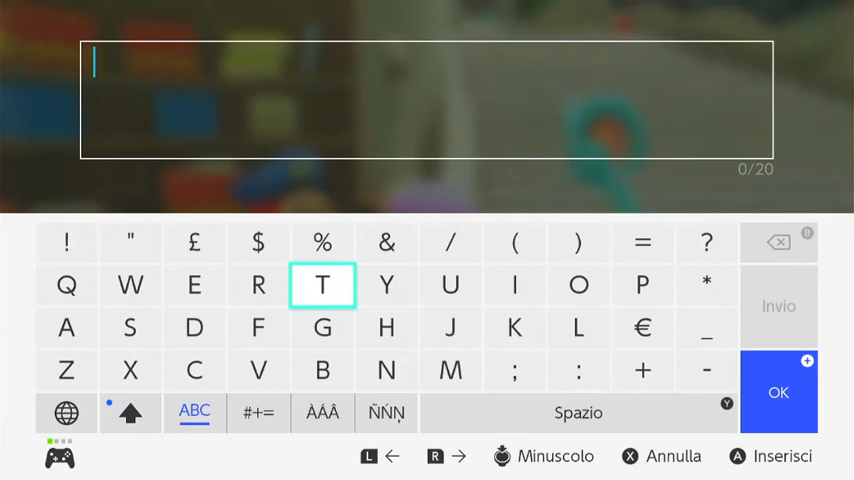 0/20
! " £ $ % & / ( ) = ? B
Q W E R T Y U I O P * Invio
A S D F G H J K L € _
Z X C V B N M ; : + - OK +
ABC #+= ÀÁÂ ÑŃŅ Spazio Y
L ← R → Minuscolo X Annulla A Inserisci